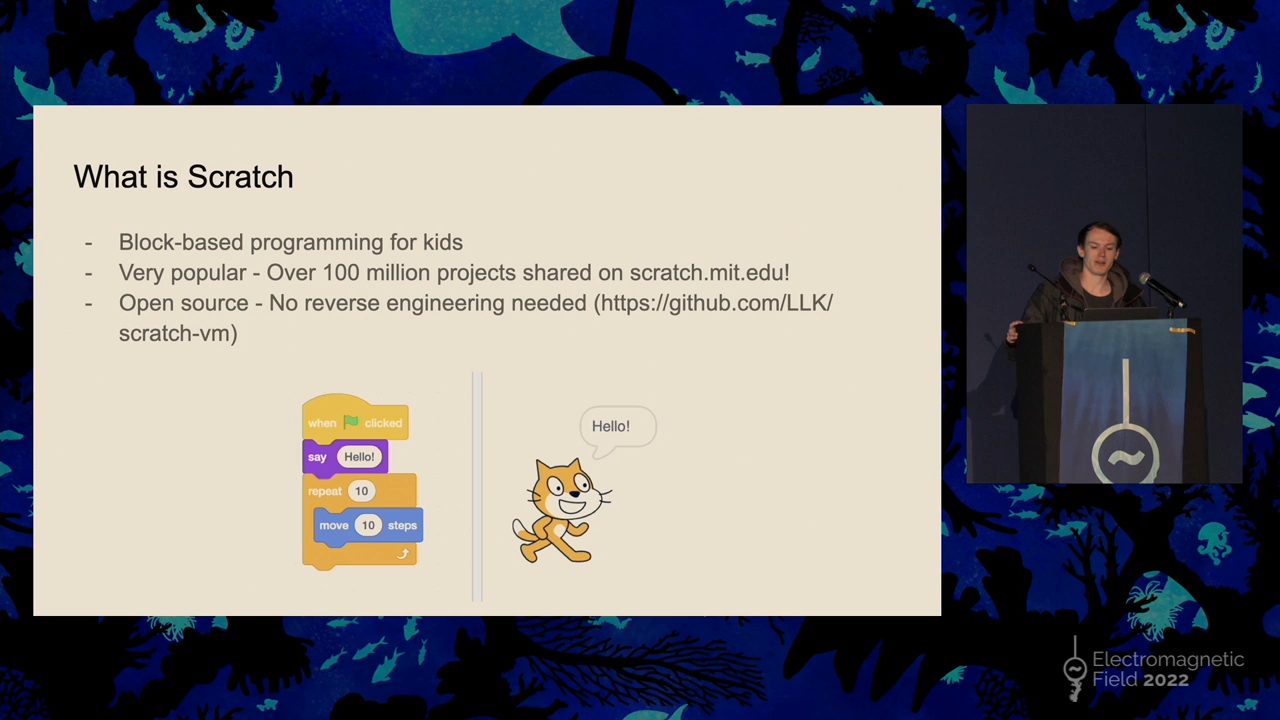 What is Scratch
- Block-based programming for kids
- Very popular - Over 100 million projects shared on scratch.mit.edu!
- Open source - No reverse engineering needed (https://github.com/LLK/
scratch-vm)
when clicked
say Hello!
repeat 10
move 10 steps
Hello!
Electromagnetic
Field 2022